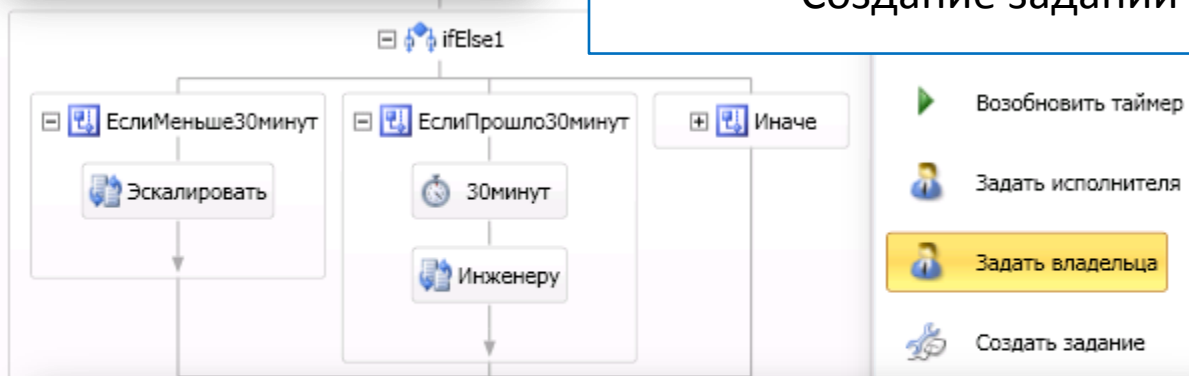 Создание заданий
ifElse1
ЕслиМеньше30минут
ЕслиПрошло30минут
Иначе
Эскалировать
30минут
Инженеру
Возобновить таймер
Задать исполнителя
Задать владельца
Создать задание